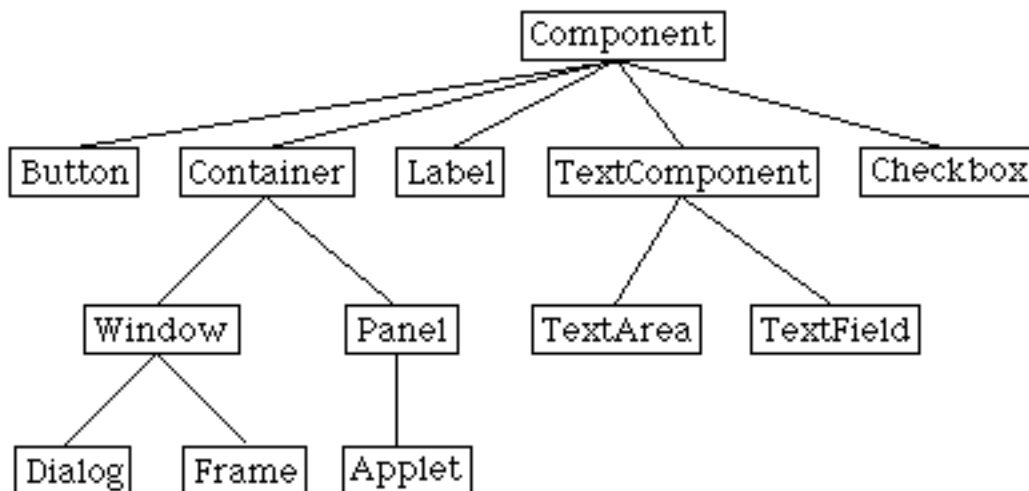 Component
Button
Container
Label
TextComponent
Checkbox
Window
Panel
TextArea
TextField
Dialog
Frame
Applet